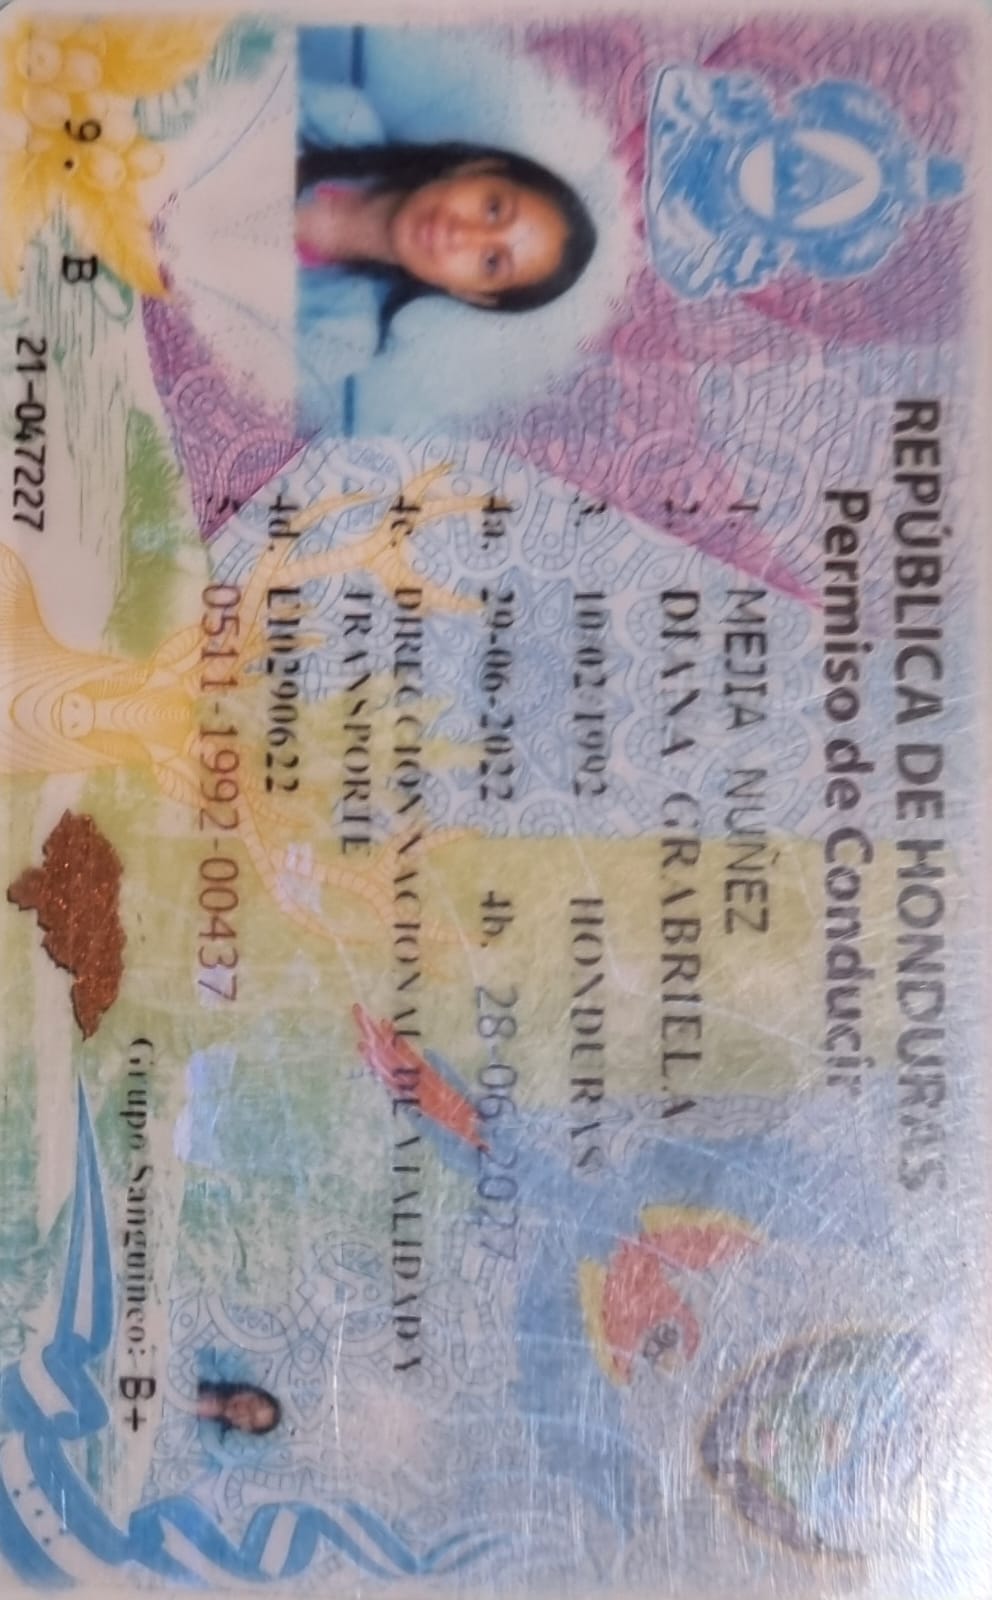 REPÚBLICA DE HONDURAS
Permiso de Conducir
1. MEJIA NUÑEZ
2. DIANA GRABRIELA
3. 10/02/1992 HONDURAS
4a. 29-06-2022 4b. 28-06-2027
4c. DIRECCION NACIONAL DE VIALIDAD Y
TRANSPORTE
4d. E10290622
5 0511-1992-00437
Grupo Sanguineo: B+
9. B
21-047227